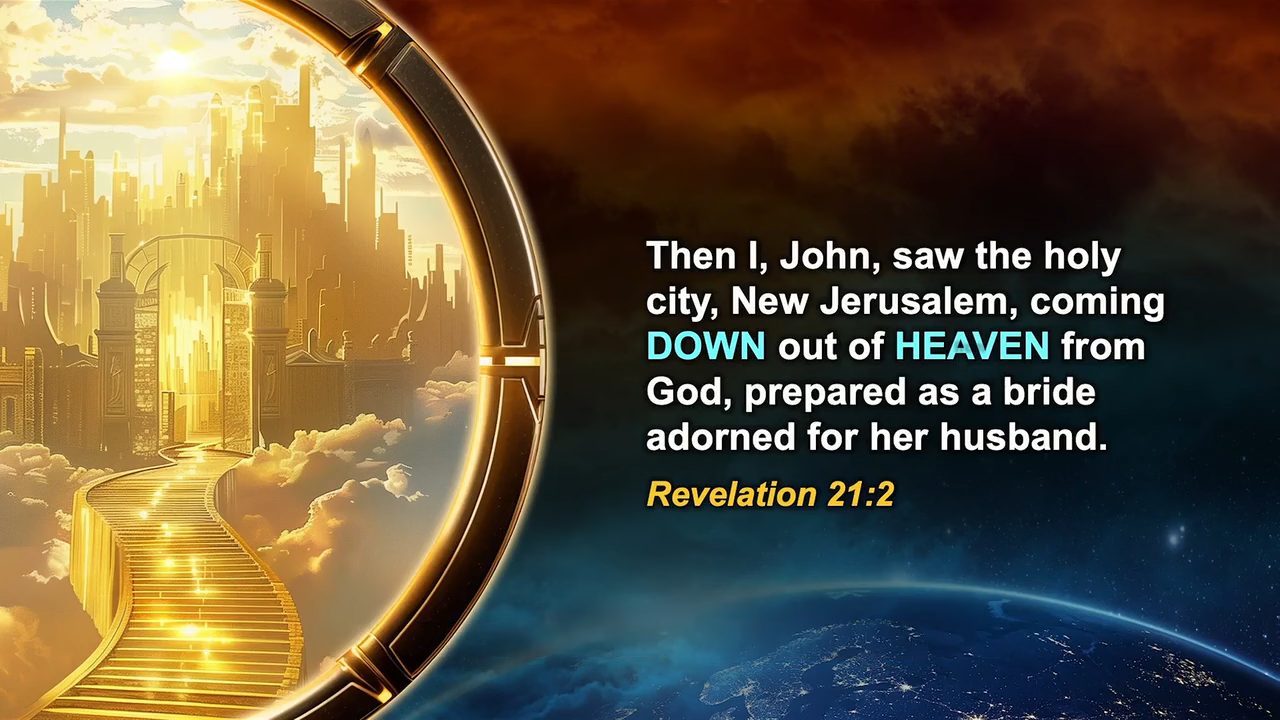 Then I, John, saw the holy
city, New Jerusalem, coming
DOWN out of HEAVEN from
God, prepared as a bride
adorned for her husband.
Revelation 21:2